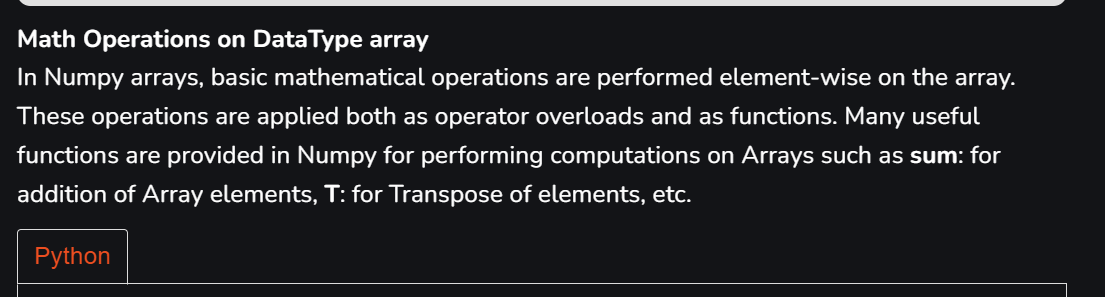 Math Operations on DataType array
In Numpy arrays, basic mathematical operations are performed element-wise on the array.
These operations are applied both as operator overloads and as functions. Many useful
functions are provided in Numpy for performing computations on Arrays such as sum: for
addition of Array elements, T: for Transpose of elements, etc.
Python